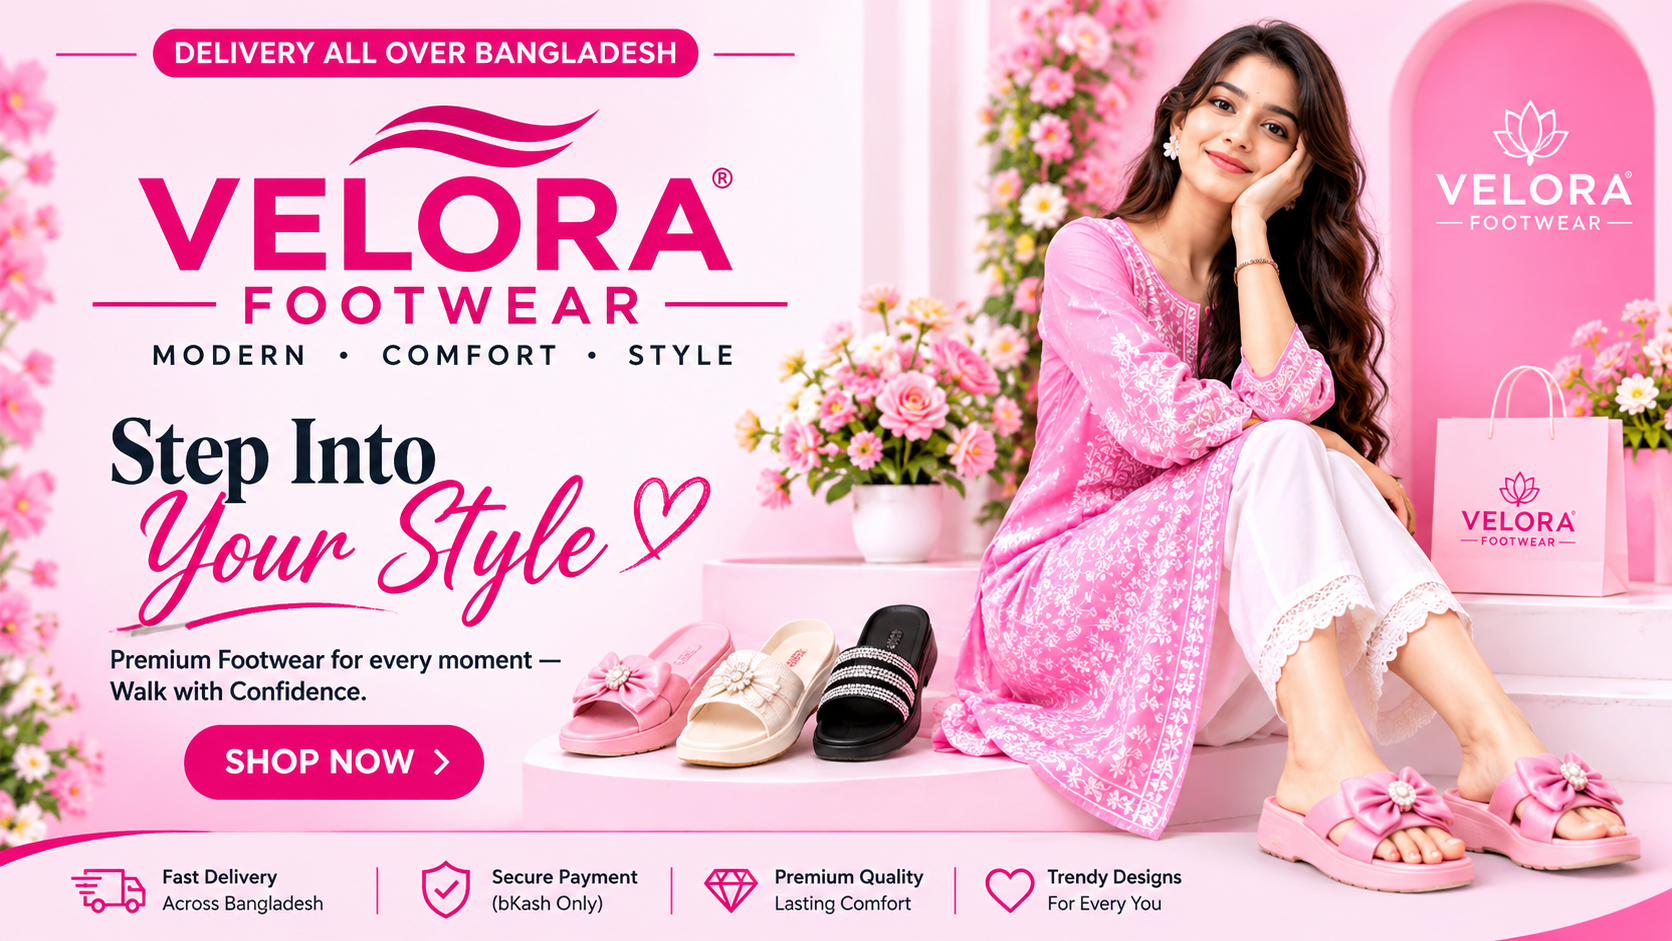 DELIVERY ALL OVER BANGLADESH
VELORA®
FOOTWEAR
MODERN • COMFORT • STYLE
Step Into
Your Style
Premium Footwear for every moment —
Walk with Confidence.
SHOP NOW >
Fast Delivery
Across Bangladesh
Secure Payment
(bKash Only)
Premium Quality
Lasting Comfort
Trendy Designs
For Every You
VELORA®
FOOTWEAR
VELORA®
FOOTWEAR